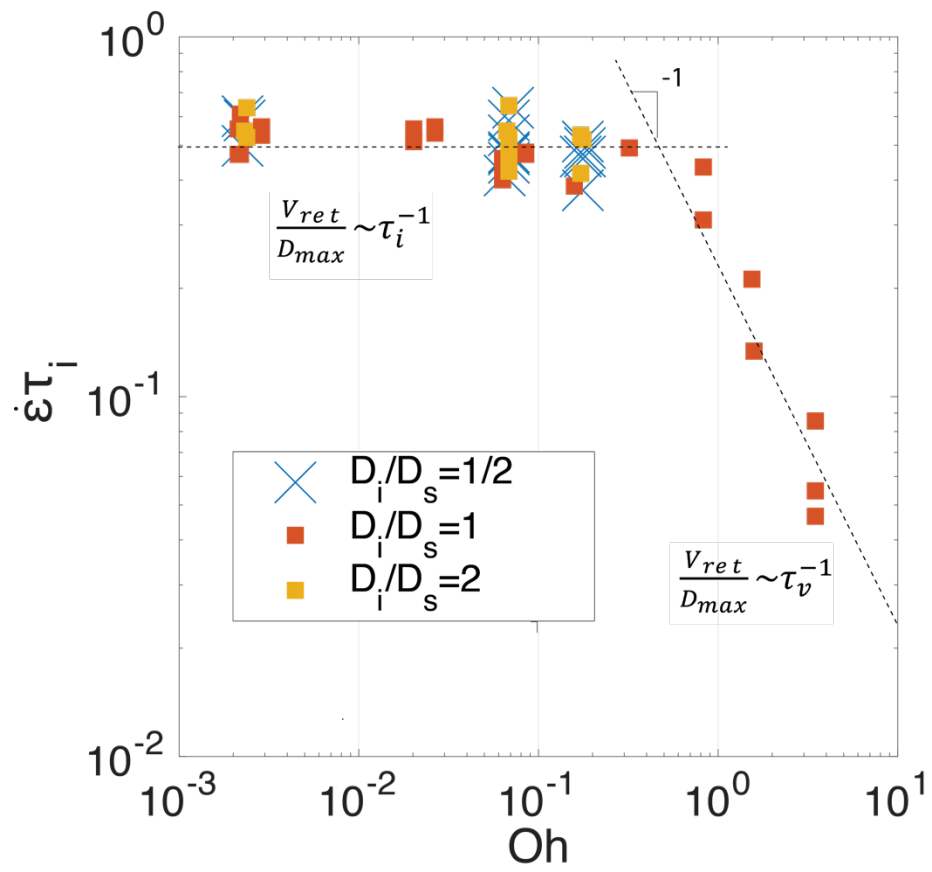 10^0
-1
V_ret/D_max ~ τ_i^-1
ε̇τ_i
10^-1
D_i/D_s=1/2
D_i/D_s=1
D_i/D_s=2
V_ret/D_max ~ τ_v^-1
10^-2
10^-3 10^-2 10^-1 10^0 10^1
Oh